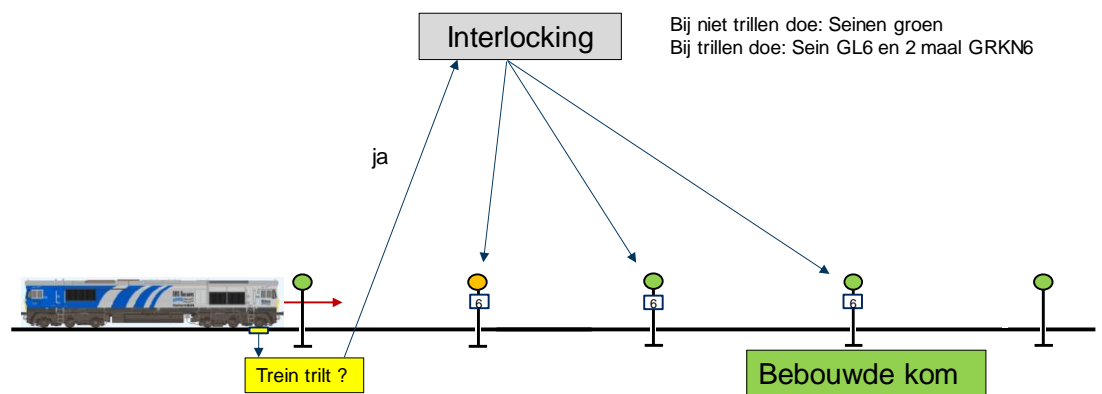 Interlocking
Bij niet trillen doe: Seinen groen
Bij trillen doe: Sein GL6 en 2 maal GRKN6
ja
6
6
6
Trein trilt ?
Bebouwde kom